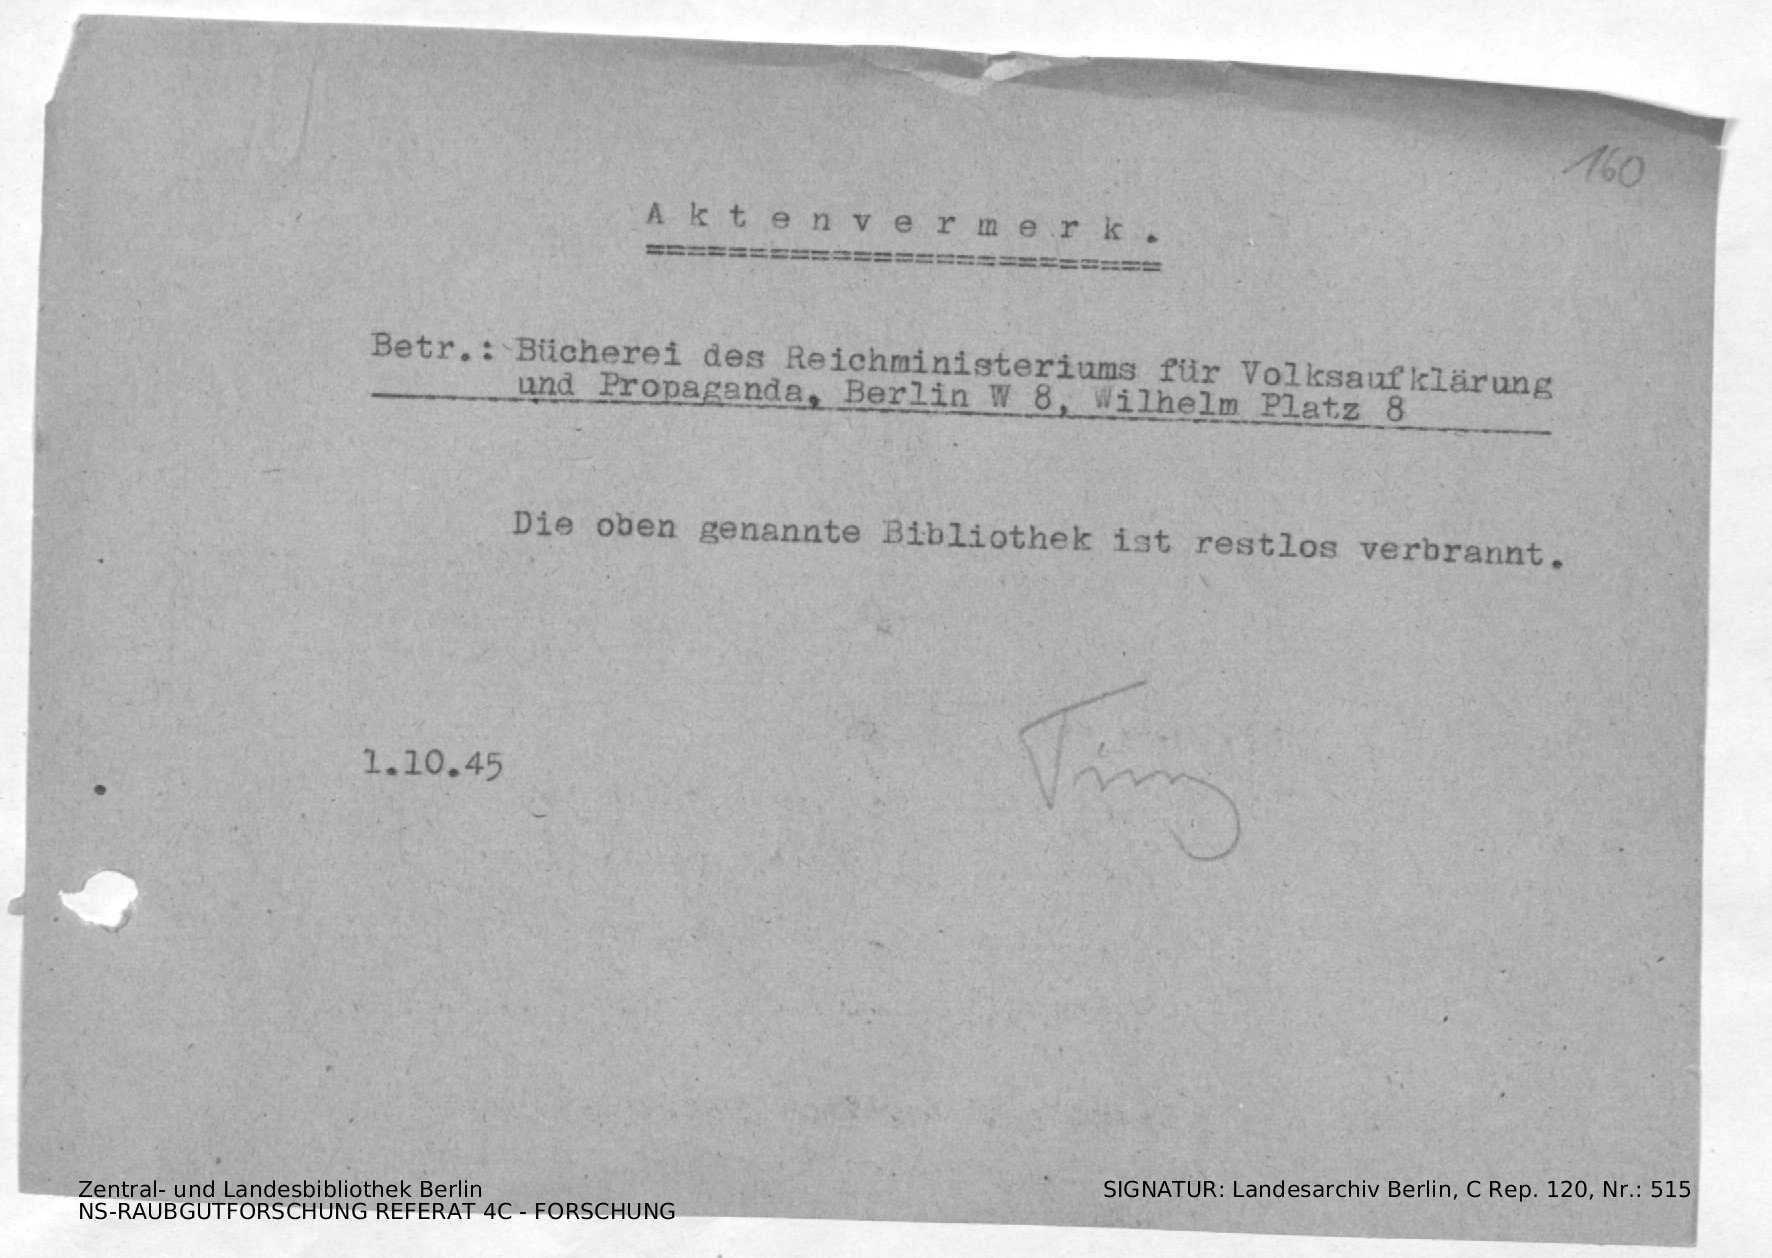 160
A k t e n v e r m e r k .
=========================
Betr.: Bücherei des Reichministeriums für Volksaufklärung
und Propaganda, Berlin W 8, Wilhelm Platz 8
Die oben genannte Bibliothek ist restlos verbrannt.
1.10.45
Zentral- und Landesbibliothek Berlin
NS-RAUBGUTFORSCHUNG REFERAT 4C - FORSCHUNG
SIGNATUR: Landesarchiv Berlin, C Rep. 120, Nr.: 515